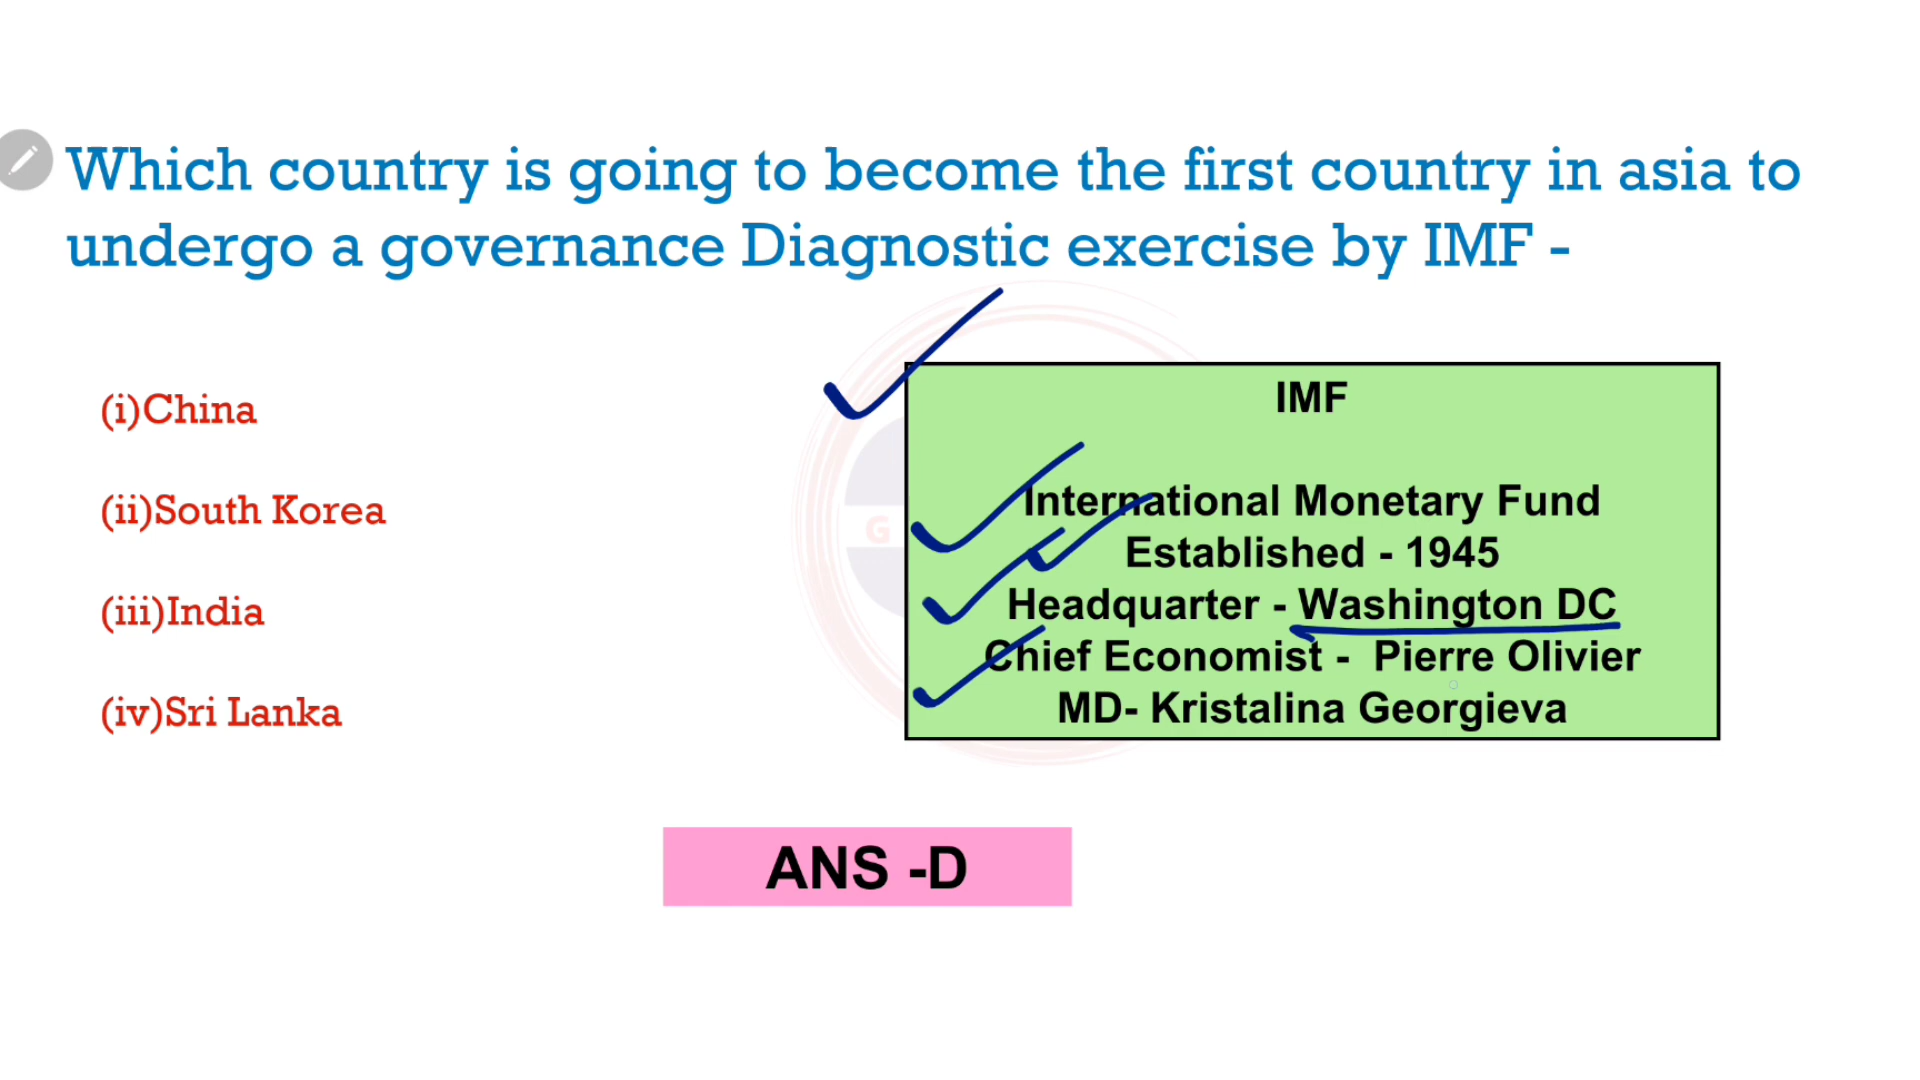 Which country is going to become the first country in asia to
undergo a governance Diagnostic exercise by IMF -
(i)China
(ii)South Korea
(iii)India
(iv)Sri Lanka
G
IMF
International Monetary Fund
Established - 1945
Headquarter - Washington DC
Chief Economist - Pierre Olivier
MD- Kristalina Georgieva
ANS -D